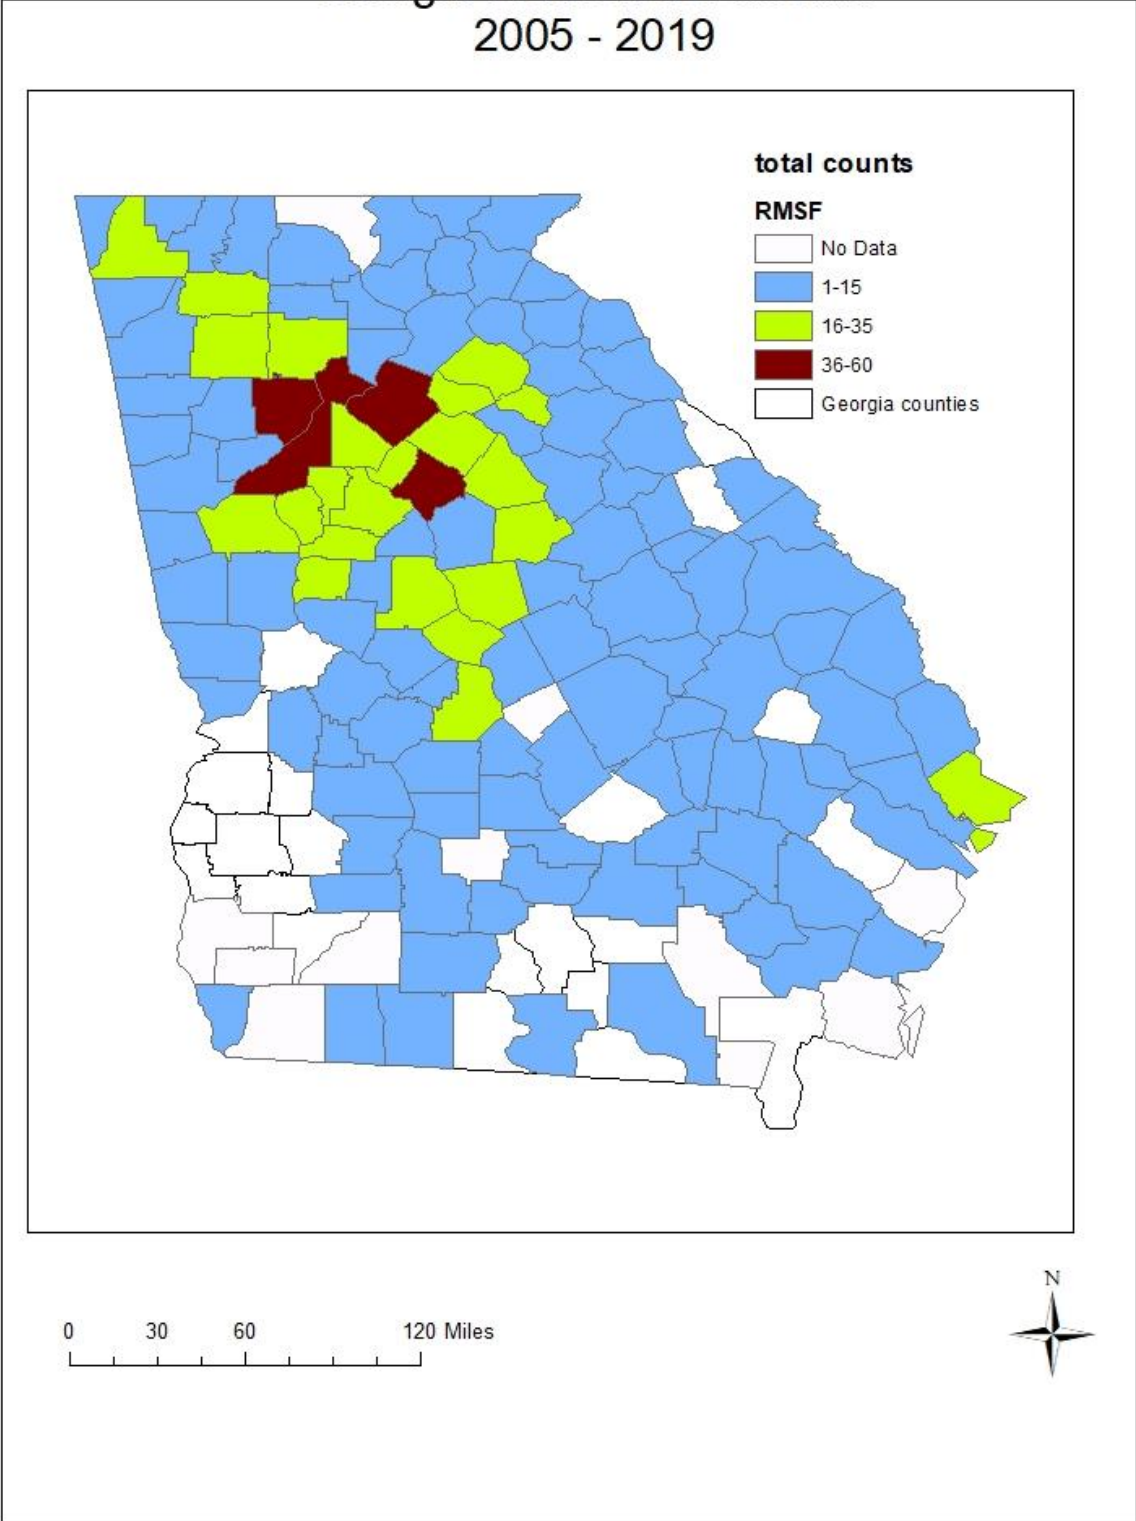 2005 - 2019
total counts
RMSF
No Data
1-15
16-35
36-60
Georgia counties
N
0 30 60 120 Miles